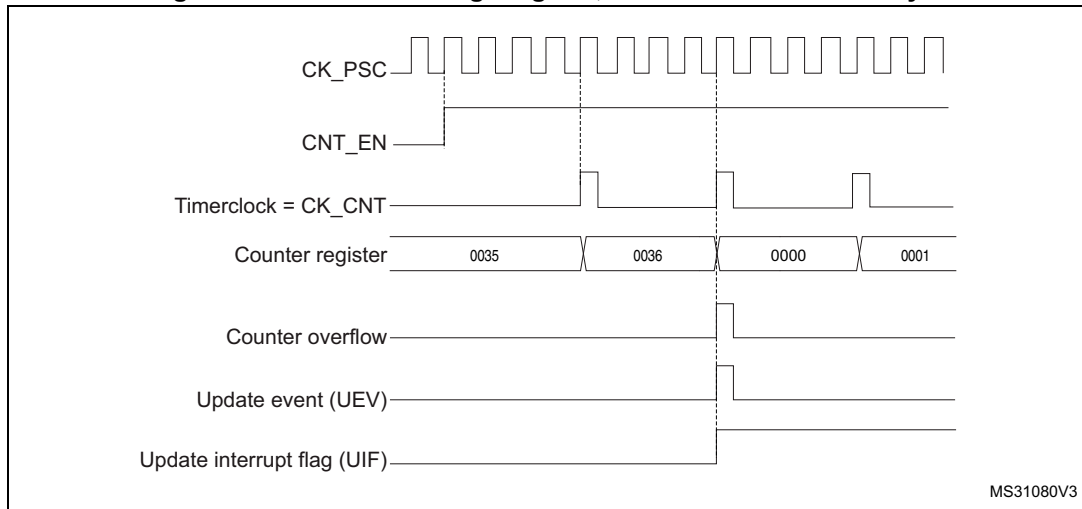 CK_PSC
CNT_EN
Timerclock = CK_CNT
Counter register 0035 0036 0000 0001
Counter overflow
Update event (UEV)
Update interrupt flag (UIF)
MS31080V3